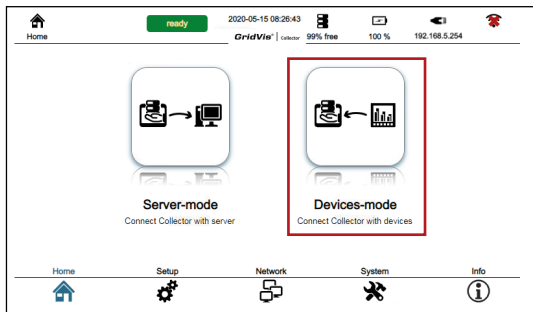 Home
ready
2020-05-15 08:26:43
GridVis® | Collector
99% free
100 %
192.168.5.254
Server-mode
Connect Collector with server
Devices-mode
Connect Collector with devices
Home
Setup
Network
System
Info